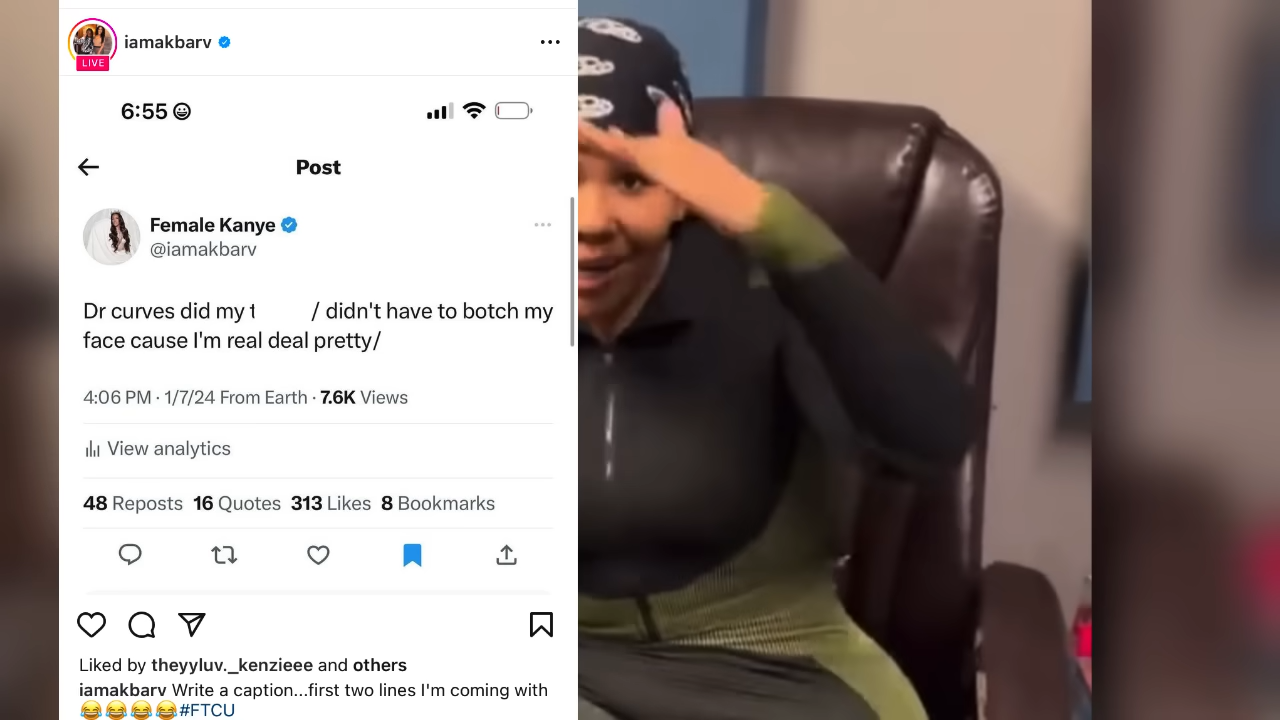 iamakbarv
LIVE
6:55
Post
Female Kanye
@iamakbarv
Dr curves did my t / didn't have to botch my
face cause I'm real deal pretty/
4:06 PM · 1/7/24 From Earth · 7.6K Views
View analytics
48 Reposts 16 Quotes 313 Likes 8 Bookmarks
Liked by theyyluv._kenzieee and others
iamakbarv Write a caption...first two lines I'm coming with
😂😂😂😂#FTCU